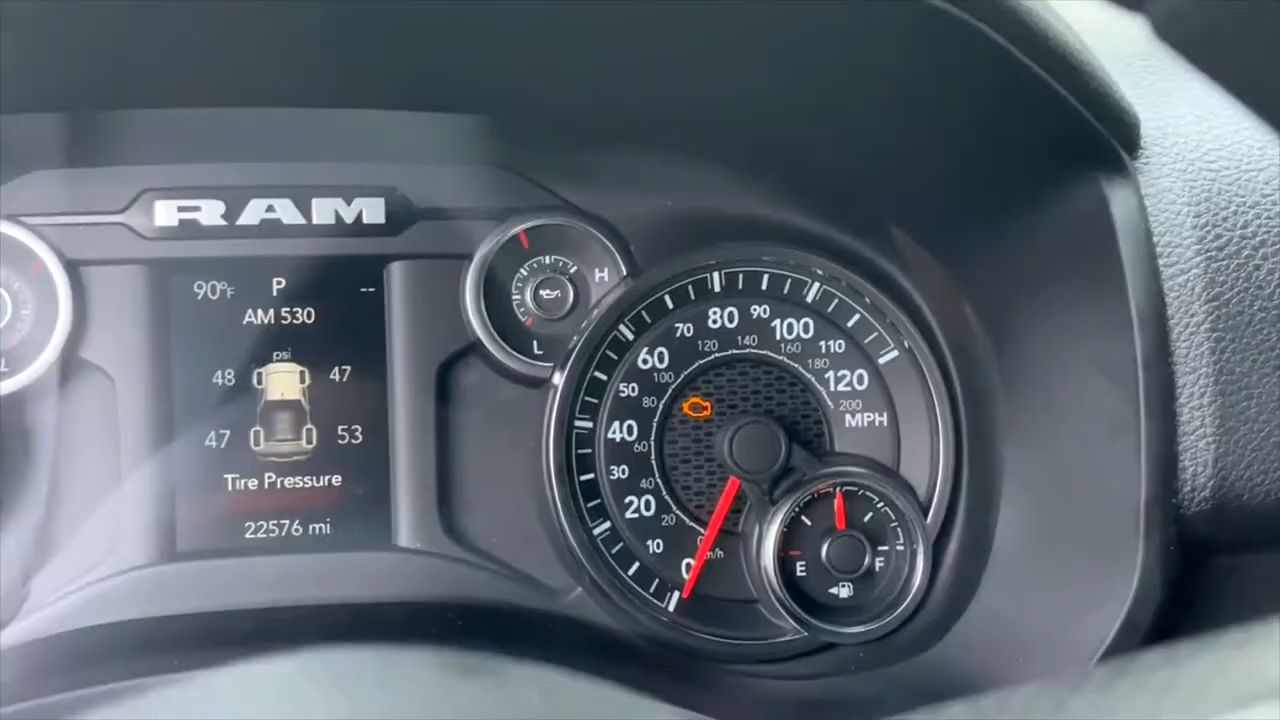 RAM
90°F P --
AM 530
psi
48 47
47 53
Tire Pressure
22576 mi
H
L
0 10 20 30 40 50 60 70 80 90 100 110 120
MPH
20 40 60 80 100 120 140 160 180 200
E F